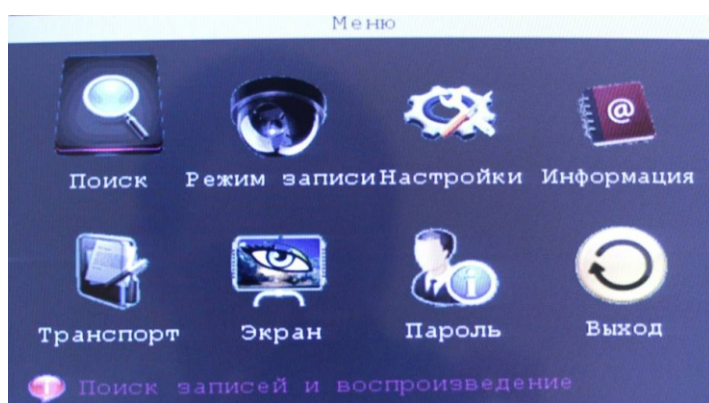 Меню
Поиск Режим записи Настройки Информация
Транспорт Экран Пароль Выход
Поиск записей и воспроизведение